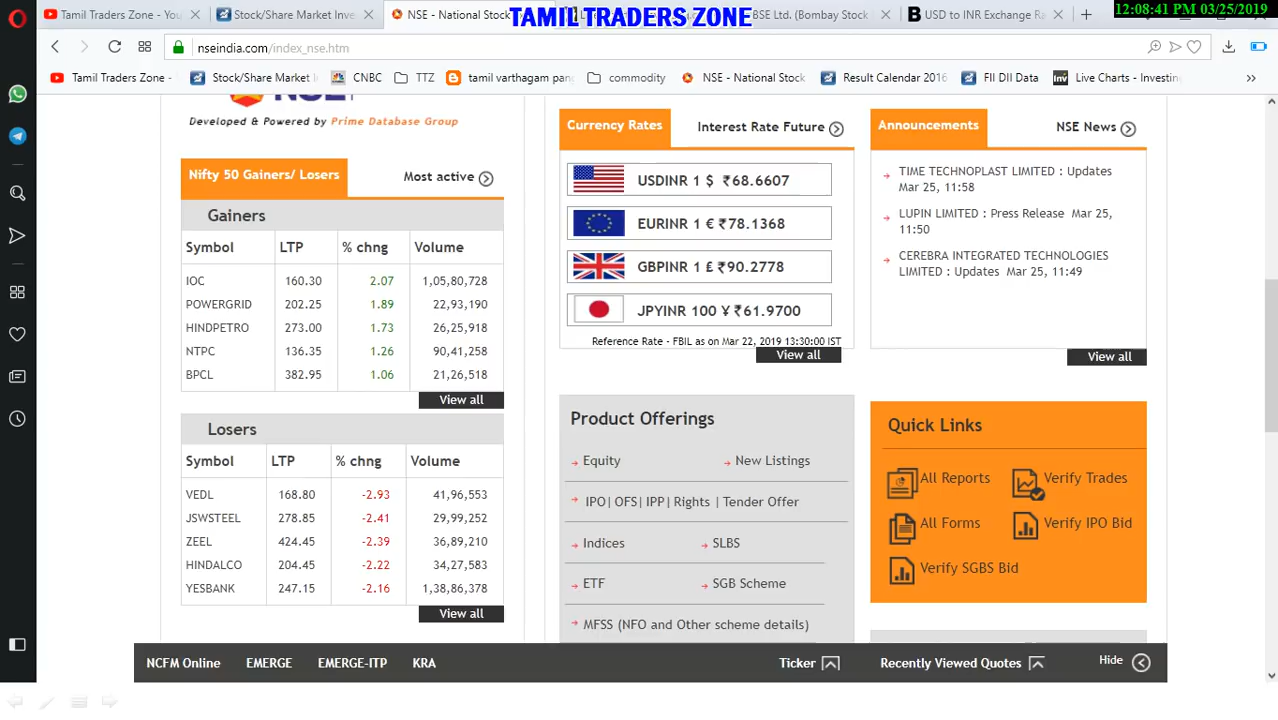 Tamil Traders Zone - You
Stock/Share Market Inve
NSE - National Stock
TAMIL TRADERS ZONE
BSE Ltd. (Bombay Stock
USD to INR Exchange Ra
12:08:41 PM 03/25/2019
nseindia.com/index_nse.htm
Tamil Traders Zone -
Stock/Share Market I
CNBC
TTZ
tamil varthagam pan
commodity
NSE - National Stock
Result Calendar 2016
FII DII Data
Live Charts - Investin
NSE
Developed & Powered by Prime Database Group
Nifty 50 Gainers/ Losers
Most active
Gainers
Symbol LTP % chng Volume
IOC 160.30 2.07 1,05,80,728
POWERGRID 202.25 1.89 22,93,190
HINDPETRO 273.00 1.73 26,25,918
NTPC 136.35 1.26 90,41,258
BPCL 382.95 1.06 21,26,518
View all
Losers
Symbol LTP % chng Volume
VEDL 168.80 -2.93 41,96,553
JSWSTEEL 278.85 -2.41 29,99,252
ZEEL 424.45 -2.39 36,89,210
HINDALCO 204.45 -2.22 34,27,583
YESBANK 247.15 -2.16 1,38,86,378
View all
Currency Rates
Interest Rate Future
USDINR 1 $ ₹68.6607
EURINR 1 € ₹78.1368
GBPINR 1 £ ₹90.2778
JPYINR 100 ¥ ₹61.9700
Reference Rate - FBIL as on Mar 22, 2019 13:30:00 IST
View all
Announcements
NSE News
TIME TECHNOPLAST LIMITED : Updates
Mar 25, 11:58
LUPIN LIMITED : Press Release Mar 25,
11:50
CEREBRA INTEGRATED TECHNOLOGIES
LIMITED : Updates Mar 25, 11:49
View all
Product Offerings
Equity New Listings
IPO| OFS| IPP| Rights | Tender Offer
Indices SLBS
ETF SGB Scheme
MFSS (NFO and Other scheme details)
Quick Links
All Reports Verify Trades
All Forms Verify IPO Bid
Verify SGBS Bid
NCFM Online EMERGE EMERGE-ITP KRA Ticker Recently Viewed Quotes Hide